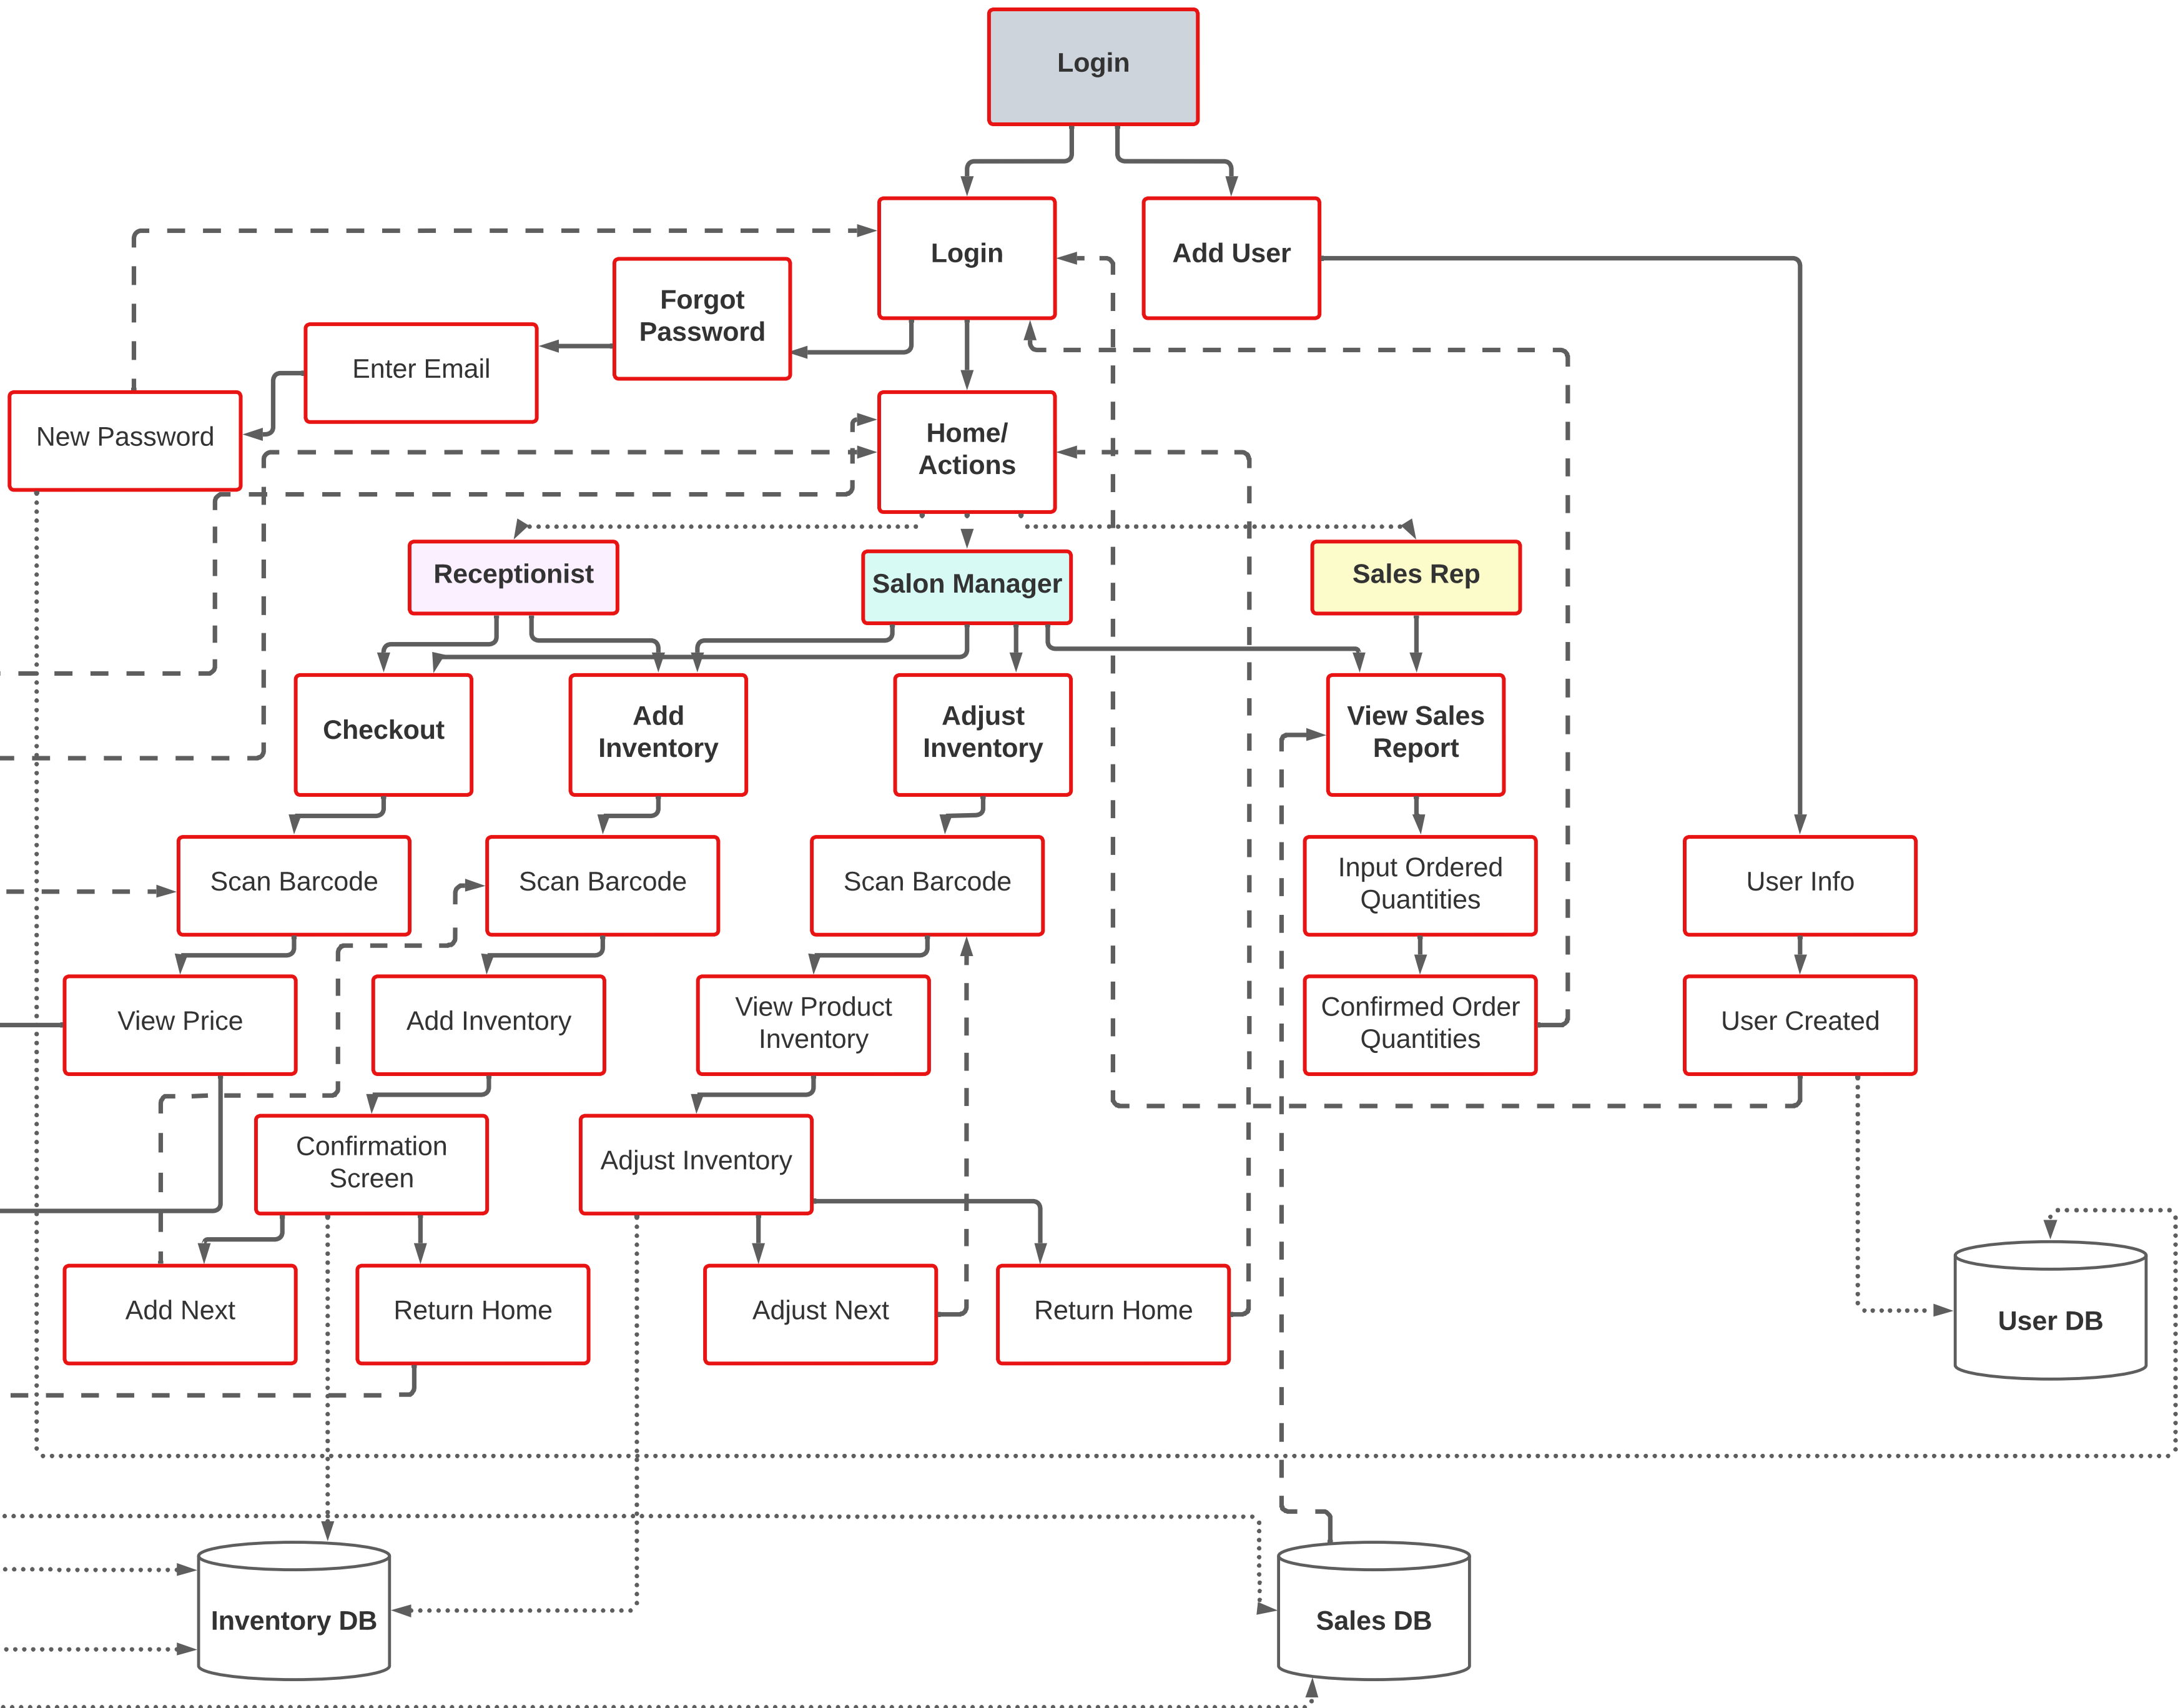 Login
Login
Add User
Forgot
Password
Enter Email
New Password
Home/
Actions
Receptionist
Salon Manager
Sales Rep
Checkout
Add
Inventory
Adjust
Inventory
View Sales
Report
Scan Barcode
Scan Barcode
Scan Barcode
Input Ordered
Quantities
User Info
View Price
Add Inventory
View Product
Inventory
Confirmed Order
Quantities
User Created
Confirmation
Screen
Adjust Inventory
Add Next
Return Home
Adjust Next
Return Home
User DB
Inventory DB
Sales DB